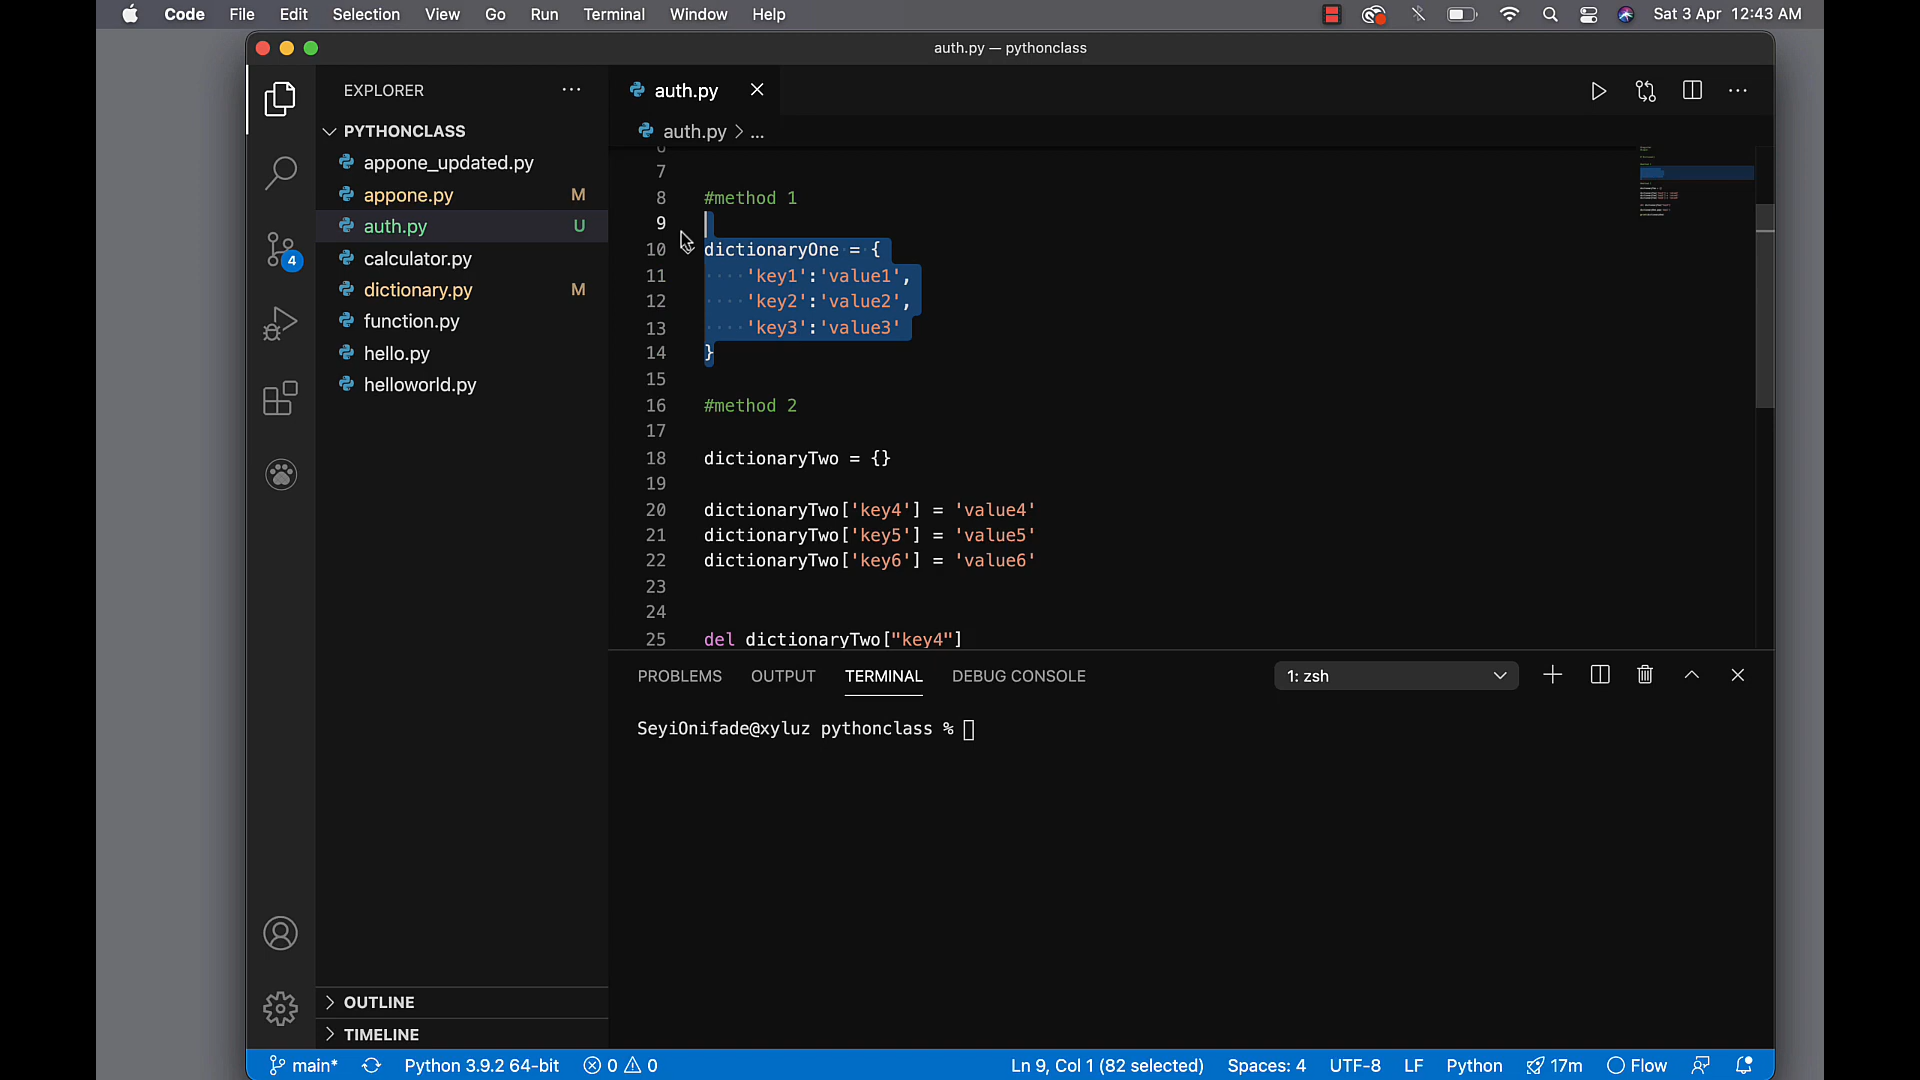 Code File Edit Selection View Go Run Terminal Window Help Sat 3 Apr 12:43 AM
auth.py — pythonclass
EXPLORER ···
auth.py
auth.py > ...
PYTHONCLASS
appone_updated.py
appone.py M
auth.py U
calculator.py
dictionary.py M
function.py
hello.py
helloworld.py
4
7
8 #method 1
9
10 dictionaryOne = {
11 'key1':'value1',
12 'key2':'value2',
13 'key3':'value3'
14 }
15
16 #method 2
17
18 dictionaryTwo = {}
19
20 dictionaryTwo['key4'] = 'value4'
21 dictionaryTwo['key5'] = 'value5'
22 dictionaryTwo['key6'] = 'value6'
23
24
25 del dictionaryTwo["key4"]
PROBLEMS OUTPUT TERMINAL DEBUG CONSOLE 1: zsh
SeyiOnifade@xyluz pythonclass %
OUTLINE
TIMELINE
main* Python 3.9.2 64-bit 0 0 Ln 9, Col 1 (82 selected) Spaces: 4 UTF-8 LF Python 17m Flow